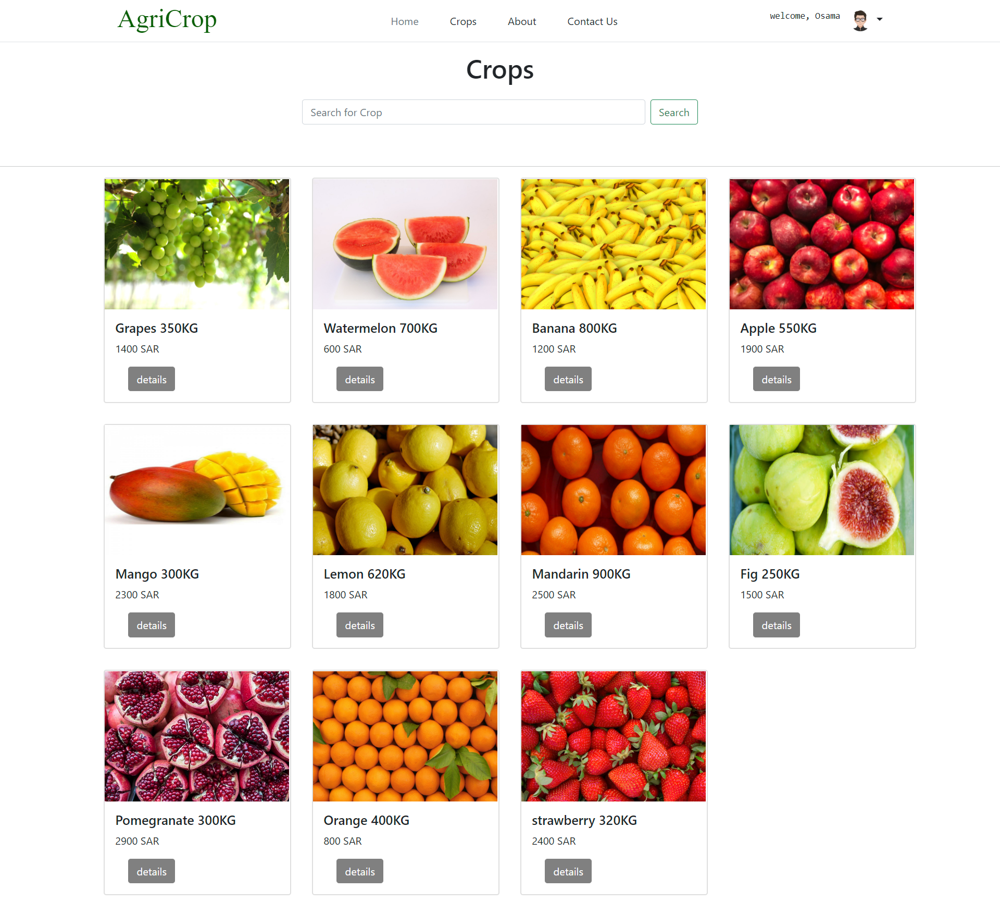 AgriCrop
Home
Crops
About
Contact Us
welcome, Osama
Crops
Search for Crop
Search
Grapes 350KG
1400 SAR
details
Watermelon 700KG
600 SAR
details
Banana 800KG
1200 SAR
details
Apple 550KG
1900 SAR
details
Mango 300KG
2300 SAR
details
Lemon 620KG
1800 SAR
details
Mandarin 900KG
2500 SAR
details
Fig 250KG
1500 SAR
details
Pomegranate 300KG
2900 SAR
details
Orange 400KG
800 SAR
details
strawberry 320KG
2400 SAR
details